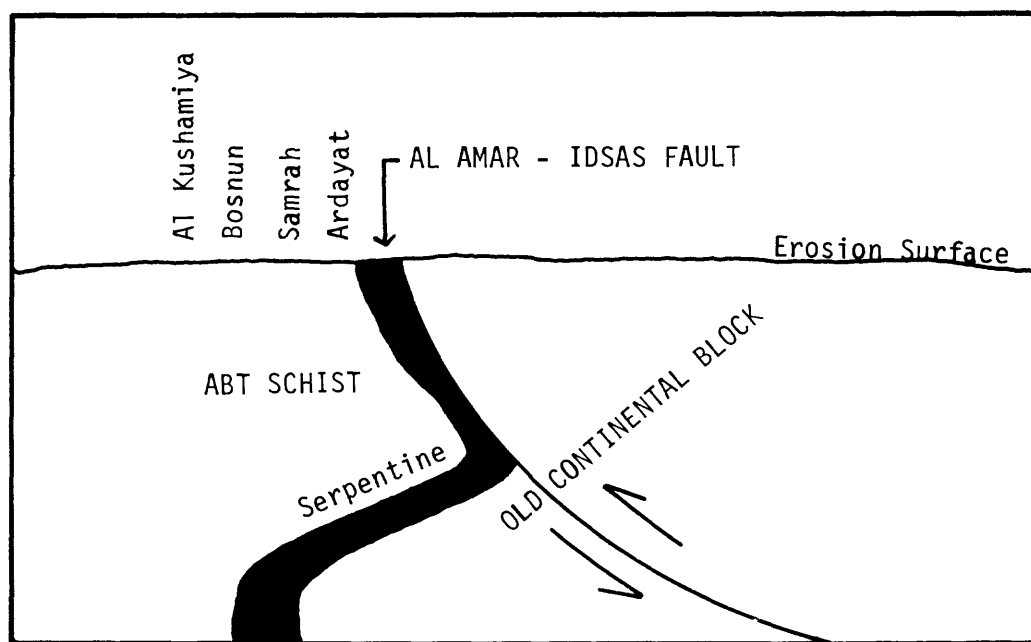 Al Kushamiya
Bosnun
Samrah
Ardayat
AL AMAR - IDSAS FAULT
Erosion Surface
ABT SCHIST
Serpentine
OLD CONTINENTAL BLOCK